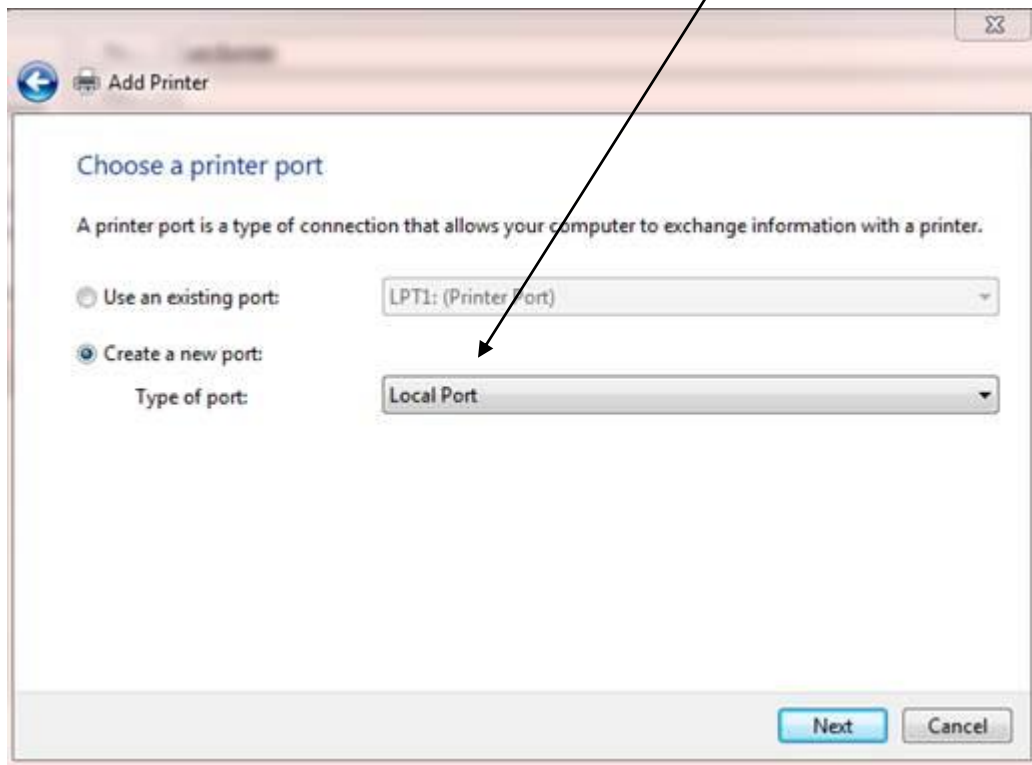 Add Printer
Choose a printer port
A printer port is a type of connection that allows your computer to exchange information with a printer.
Use an existing port: LPT1: (Printer Port)
Create a new port:
Type of port: Local Port
Next Cancel